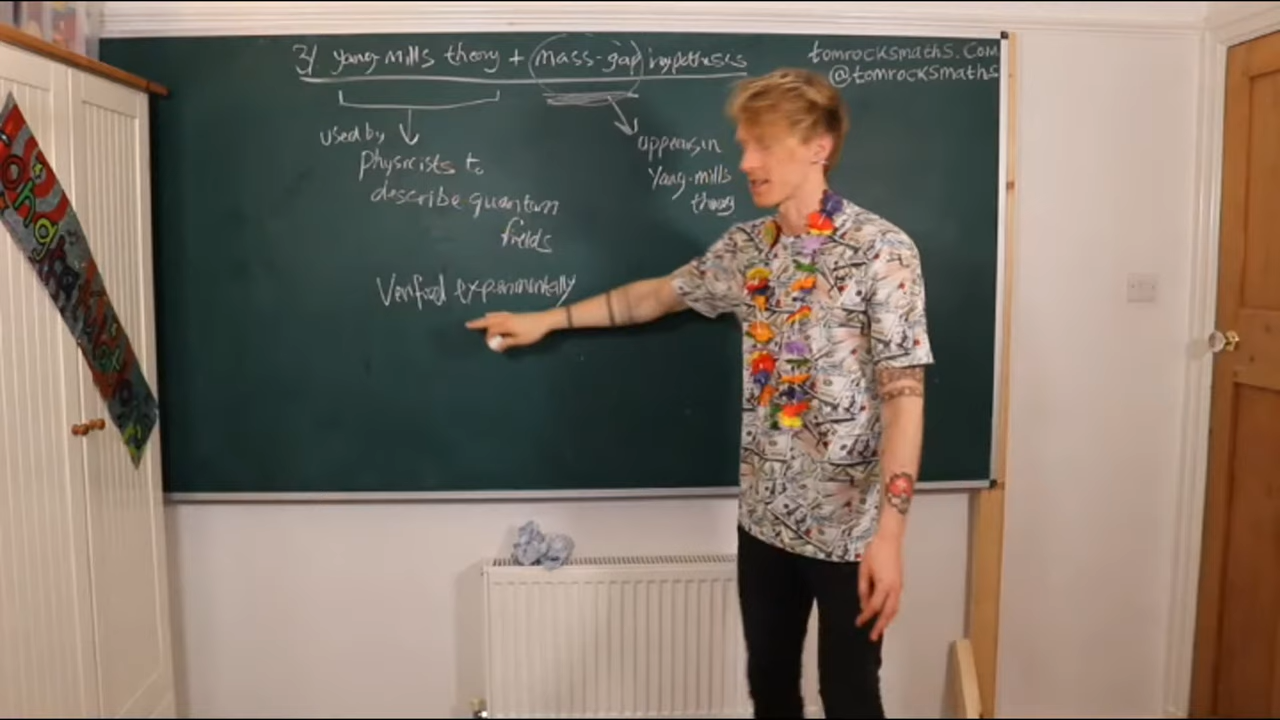 3/ Yang-Mills theory + mass-gap hypothesis
tomrocksmaths.com
@tomrocksmaths
used by
physicists to
describe quantum
fields
appears in
Yang-Mills
theory
Verified experimentally